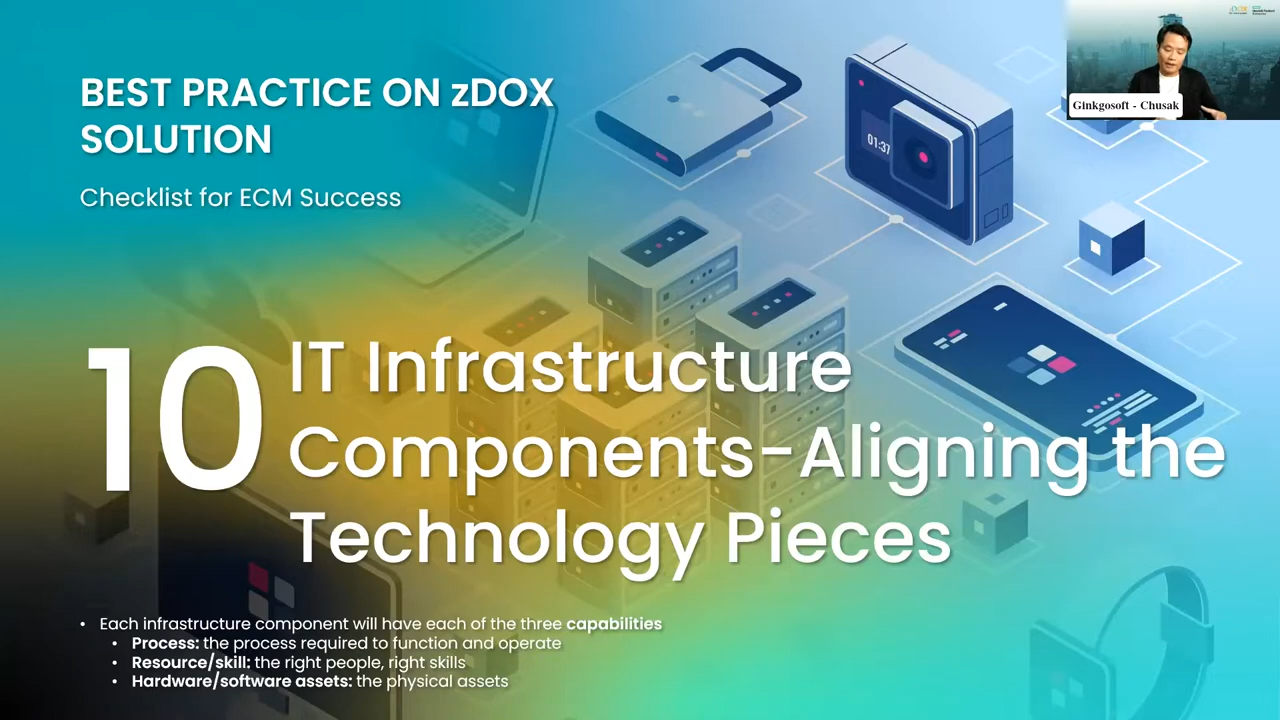 BEST PRACTICE ON zDOX
SOLUTION
Checklist for ECM Success
Ginkgosoft - Chusak
01:37
10
IT Infrastructure
Components-Aligning the
Technology Pieces
• Each infrastructure component will have each of the three capabilities
• Process: the process required to function and operate
• Resource/skill: the right people, right skills
• Hardware/software assets: the physical assets